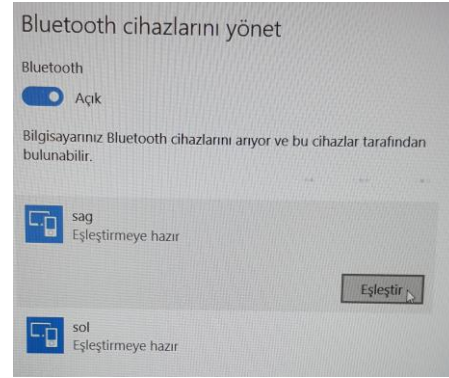 Bluetooth cihazlarını yönet
Bluetooth
Açık
Bilgisayarınız Bluetooth cihazlarını arıyor ve bu cihazlar tarafından
bulunabilir.
sag
Eşleştirmeye hazır
Eşleştir
sol
Eşleştirmeye hazır